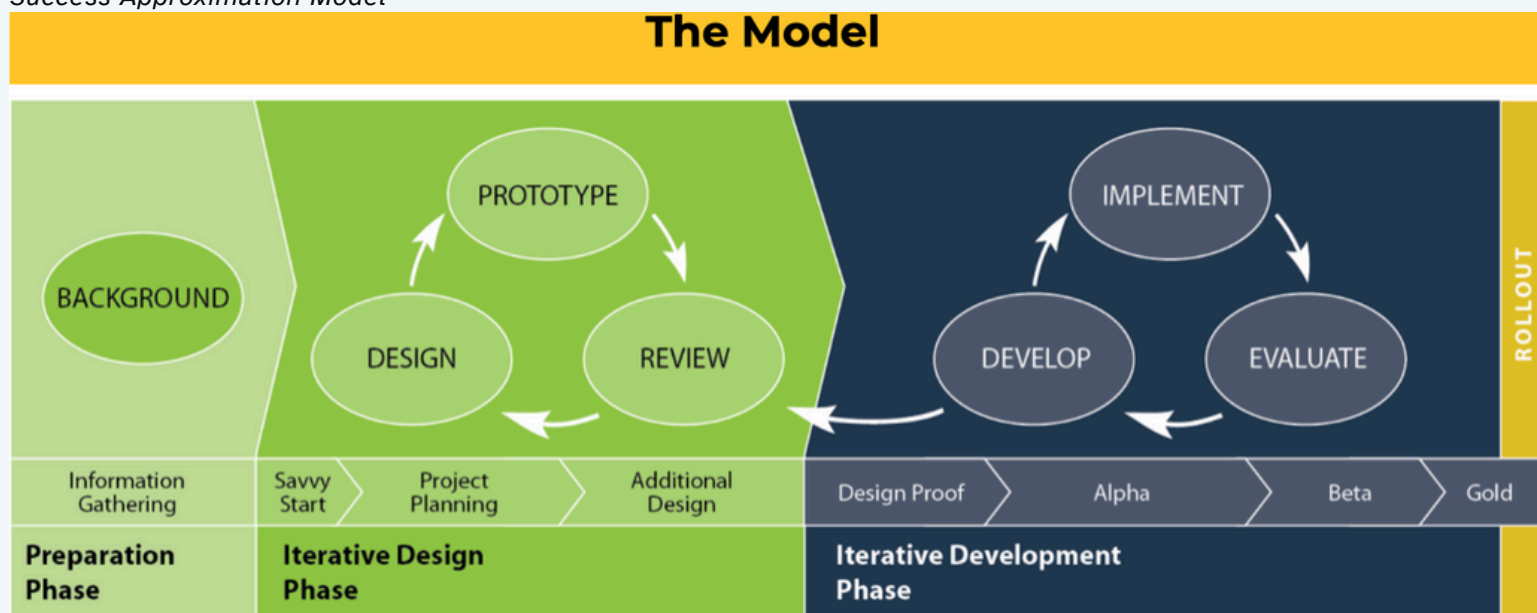 Success Approximation Model
The Model
PROTOTYPE
IMPLEMENT
BACKGROUND
DESIGN
REVIEW
DEVELOP
EVALUATE
ROLLOUT
Information
Gathering
Savvy
Start
Project
Planning
Additional
Design
Design Proof
Alpha
Beta
Gold
Preparation
Phase
Iterative Design
Phase
Iterative Development
Phase